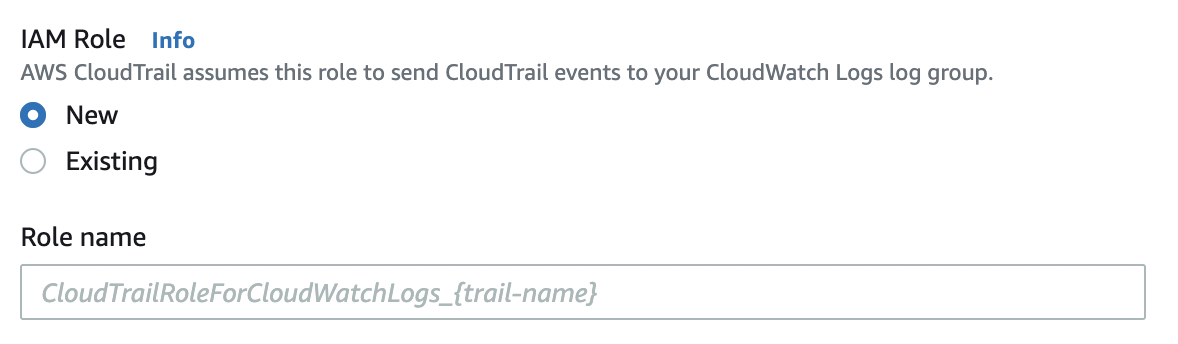 IAM Role Info
AWS CloudTrail assumes this role to send CloudTrail events to your CloudWatch Logs log group.
New
Existing
Role name
CloudTrailRoleForCloudWatchLogs_{trail-name}